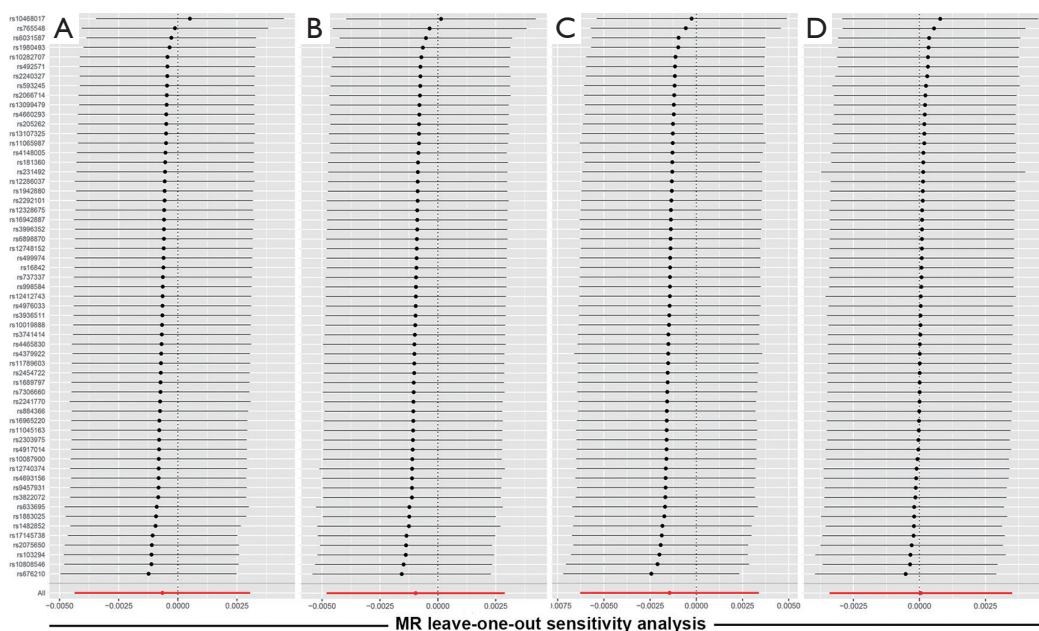 A
B
C
D
rs10468017
rs765548
rs6031587
rs1980493
rs10282707
rs492571
rs2240327
rs593245
rs2066714
rs13099479
rs4660293
rs205262
rs13107325
rs11065987
rs4148005
rs181360
rs231492
rs12286037
rs1942880
rs2292101
rs12328675
rs16942887
rs3996352
rs6898870
rs12748152
rs499974
rs16842
rs737337
rs998584
rs12412743
rs4976033
rs3936511
rs10019888
rs3741414
rs4465830
rs4379922
rs11789603
rs2454722
rs1689797
rs7306660
rs2241770
rs884366
rs16965220
rs11045163
rs2303975
rs4917014
rs10087900
rs12740374
rs4693156
rs9457931
rs3822072
rs633695
rs1883025
rs1482852
rs17145738
rs2075650
rs103294
rs10808546
rs676210
All
−0.0050 −0.0025 0.0000 0.0025
−0.0050 −0.0025 0.0000 0.0025
0.0075 −0.0050 −0.0025 0.0000 0.0025 0.0050
−0.0025 0.0000 0.0025
MR leave-one-out sensitivity analysis